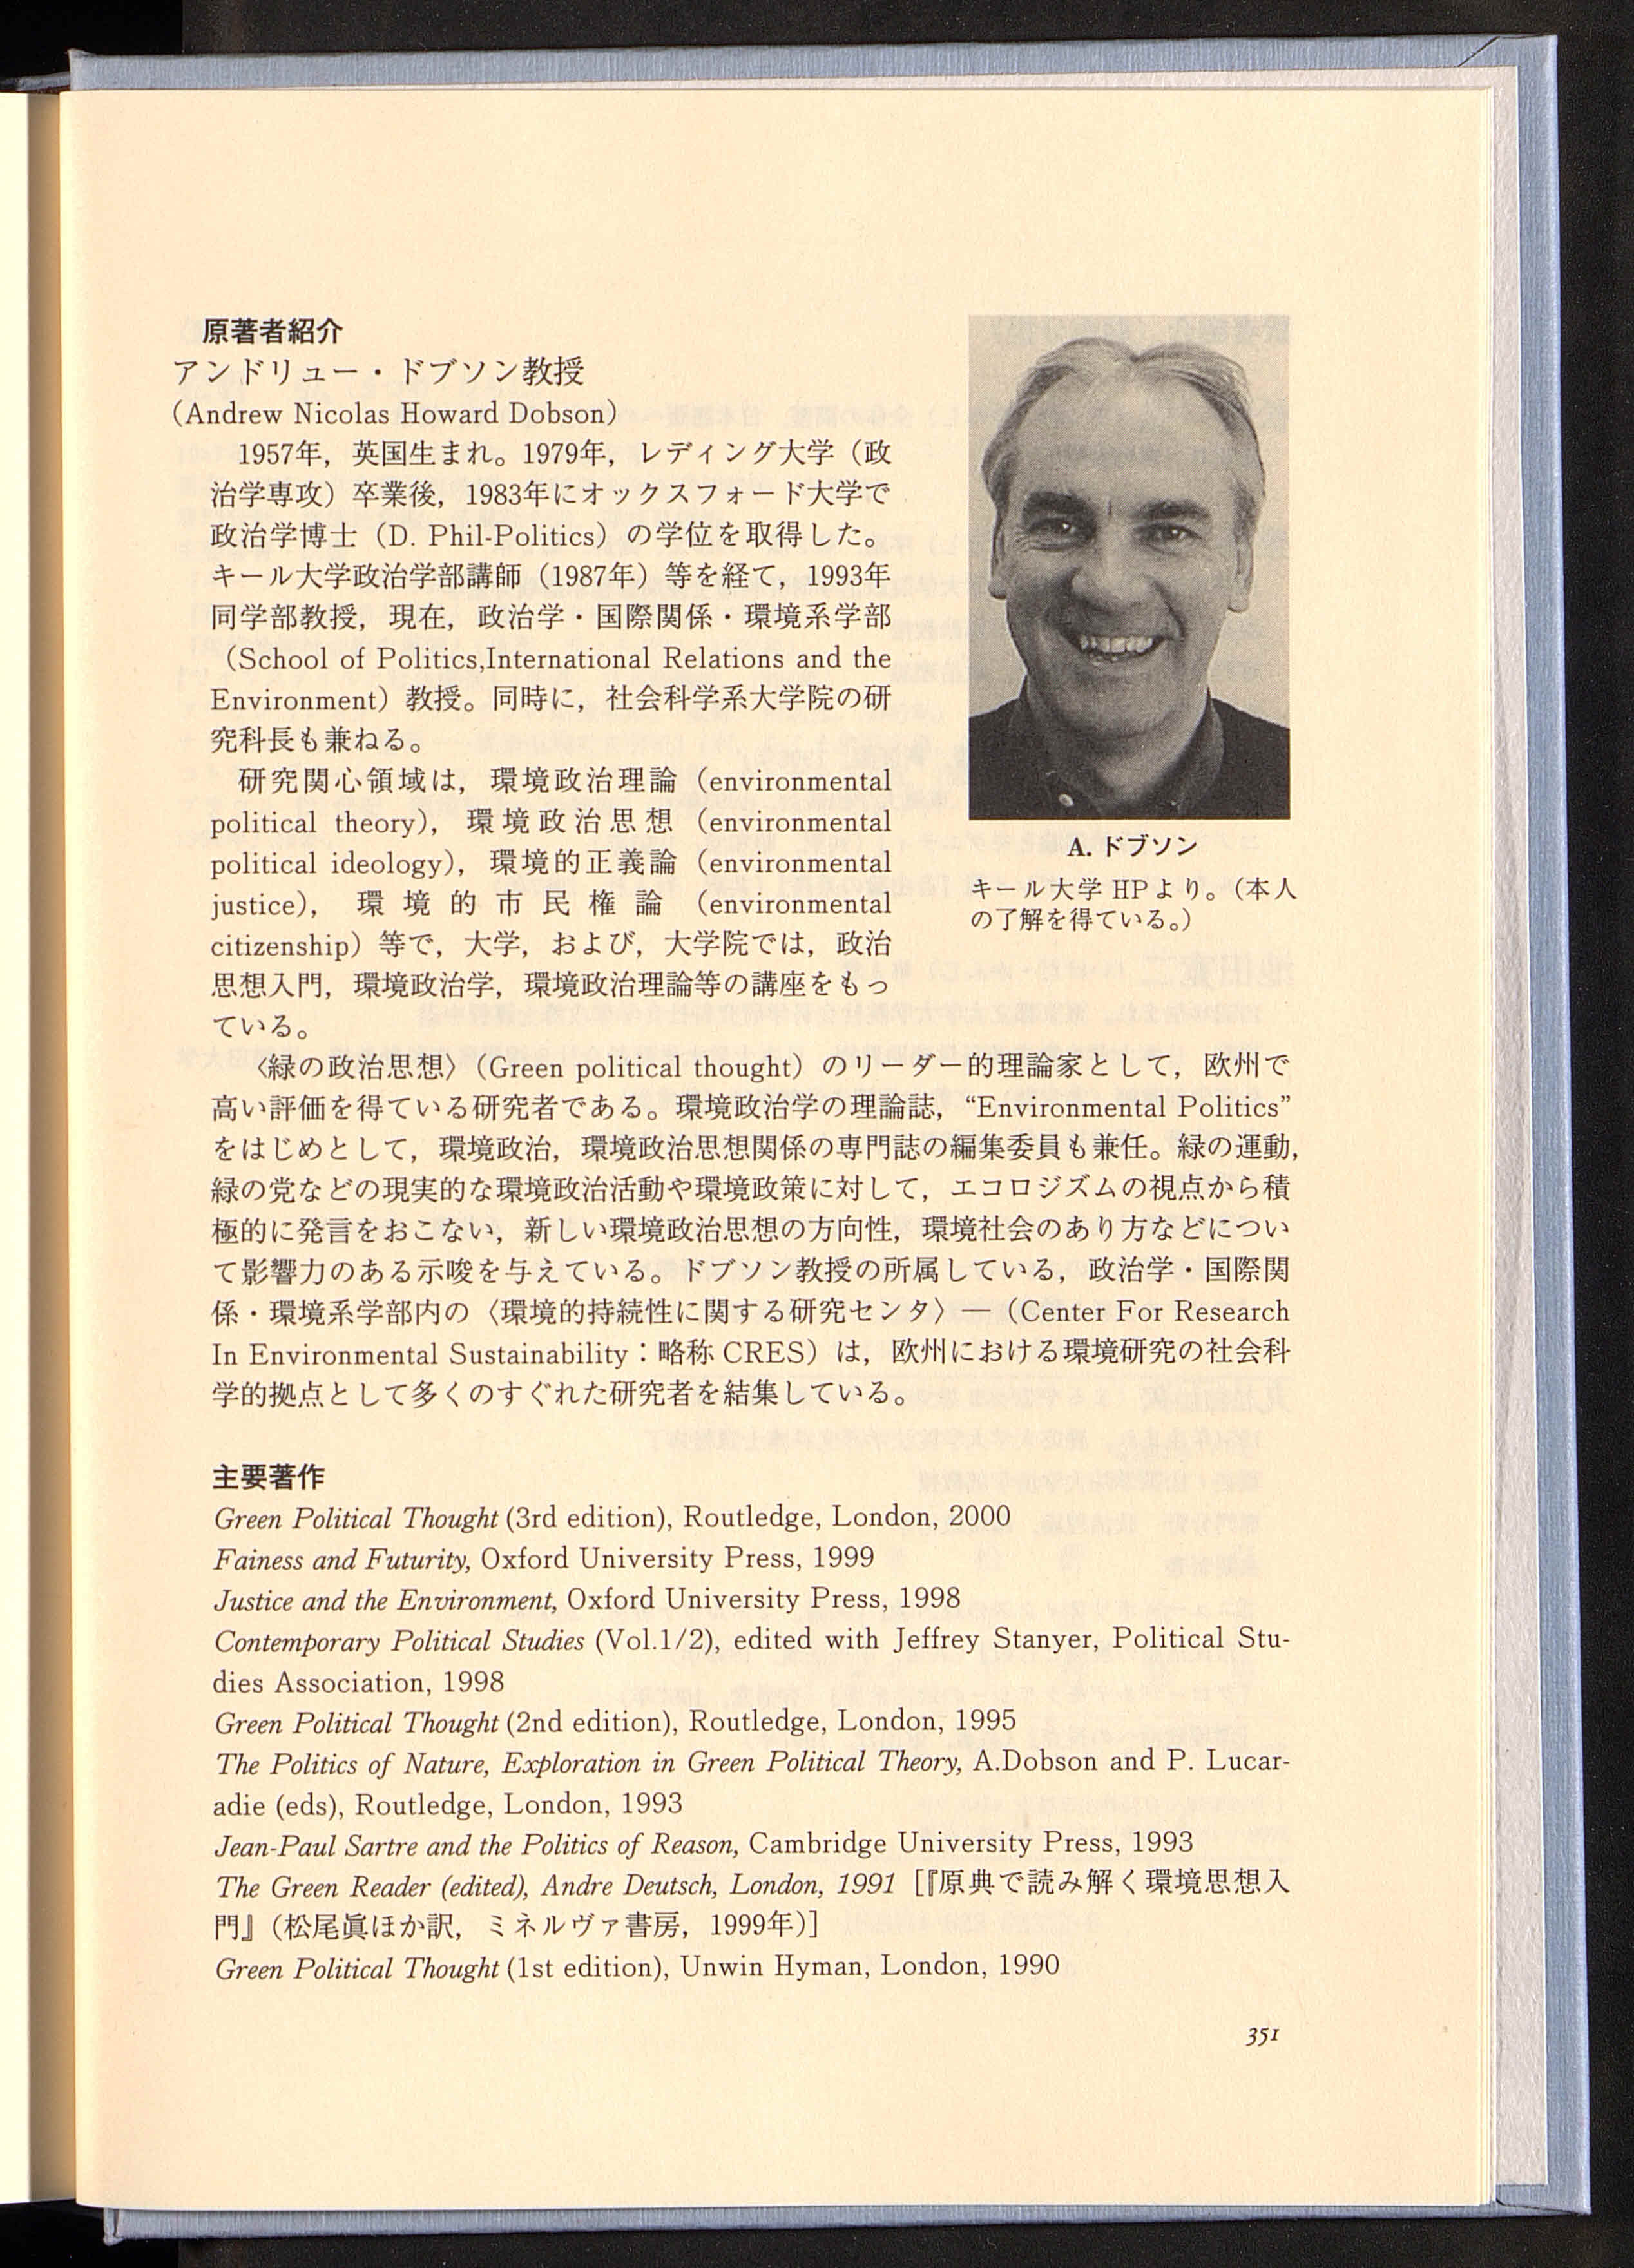 原著者紹介
アンドリュー・ドブソン教授
(Andrew Nicolas Howard Dobson)
1957年，英国生まれ。1979年，レディング大学（政
治学専攻）卒業後，1983年にオックスフォード大学で
政治学博士（D. Phil-Politics）の学位を取得した。
キール大学政治学部講師（1987年）等を経て，1993年
同学部教授，現在，政治学・国際関係・環境系学部
（School of Politics,International Relations and the
Environment）教授。同時に，社会科学系大学院の研
究科長も兼ねる。
研究関心領域は，環境政治理論（environmental
political theory），環境政治思想（environmental
political ideology），環境的正義論（environmental
justice），環境的市民権論（environmental
citizenship）等で，大学，および，大学院では，政治
思想入門，環境政治学，環境政治理論等の講座をもっ
ている。
A. ドブソン
キール大学 HPより。（本人
の了解を得ている。）
〈緑の政治思想〉（Green political thought）のリーダー的理論家として，欧州で
高い評価を得ている研究者である。環境政治学の理論誌，“Environmental Politics”
をはじめとして，環境政治，環境政治思想関係の専門誌の編集委員も兼任。緑の運動，
緑の党などの現実的な環境政治活動や環境政策に対して，エコロジズムの視点から積
極的に発言をおこない，新しい環境政治思想の方向性，環境社会のあり方などについ
て影響力のある示唆を与えている。ドブソン教授の所属している，政治学・国際関
係・環境系学部内の〈環境的持続性に関する研究センタ〉―（Center For Research
In Environmental Sustainability：略称 CRES）は，欧州における環境研究の社会科
学的拠点として多くのすぐれた研究者を結集している。
主要著作
Green Political Thought (3rd edition), Routledge, London, 2000
Fainess and Futurity, Oxford University Press, 1999
Justice and the Environment, Oxford University Press, 1998
Contemporary Political Studies (Vol.1/2), edited with Jeffrey Stanyer, Political Stu-
dies Association, 1998
Green Political Thought (2nd edition), Routledge, London, 1995
The Politics of Nature, Exploration in Green Political Theory, A.Dobson and P. Lucar-
adie (eds), Routledge, London, 1993
Jean-Paul Sartre and the Politics of Reason, Cambridge University Press, 1993
The Green Reader (edited), Andre Deutsch, London, 1991［『原典で読み解く環境思想入
門』（松尾眞ほか訳，ミネルヴァ書房，1999年）］
Green Political Thought (1st edition), Unwin Hyman, London, 1990
351